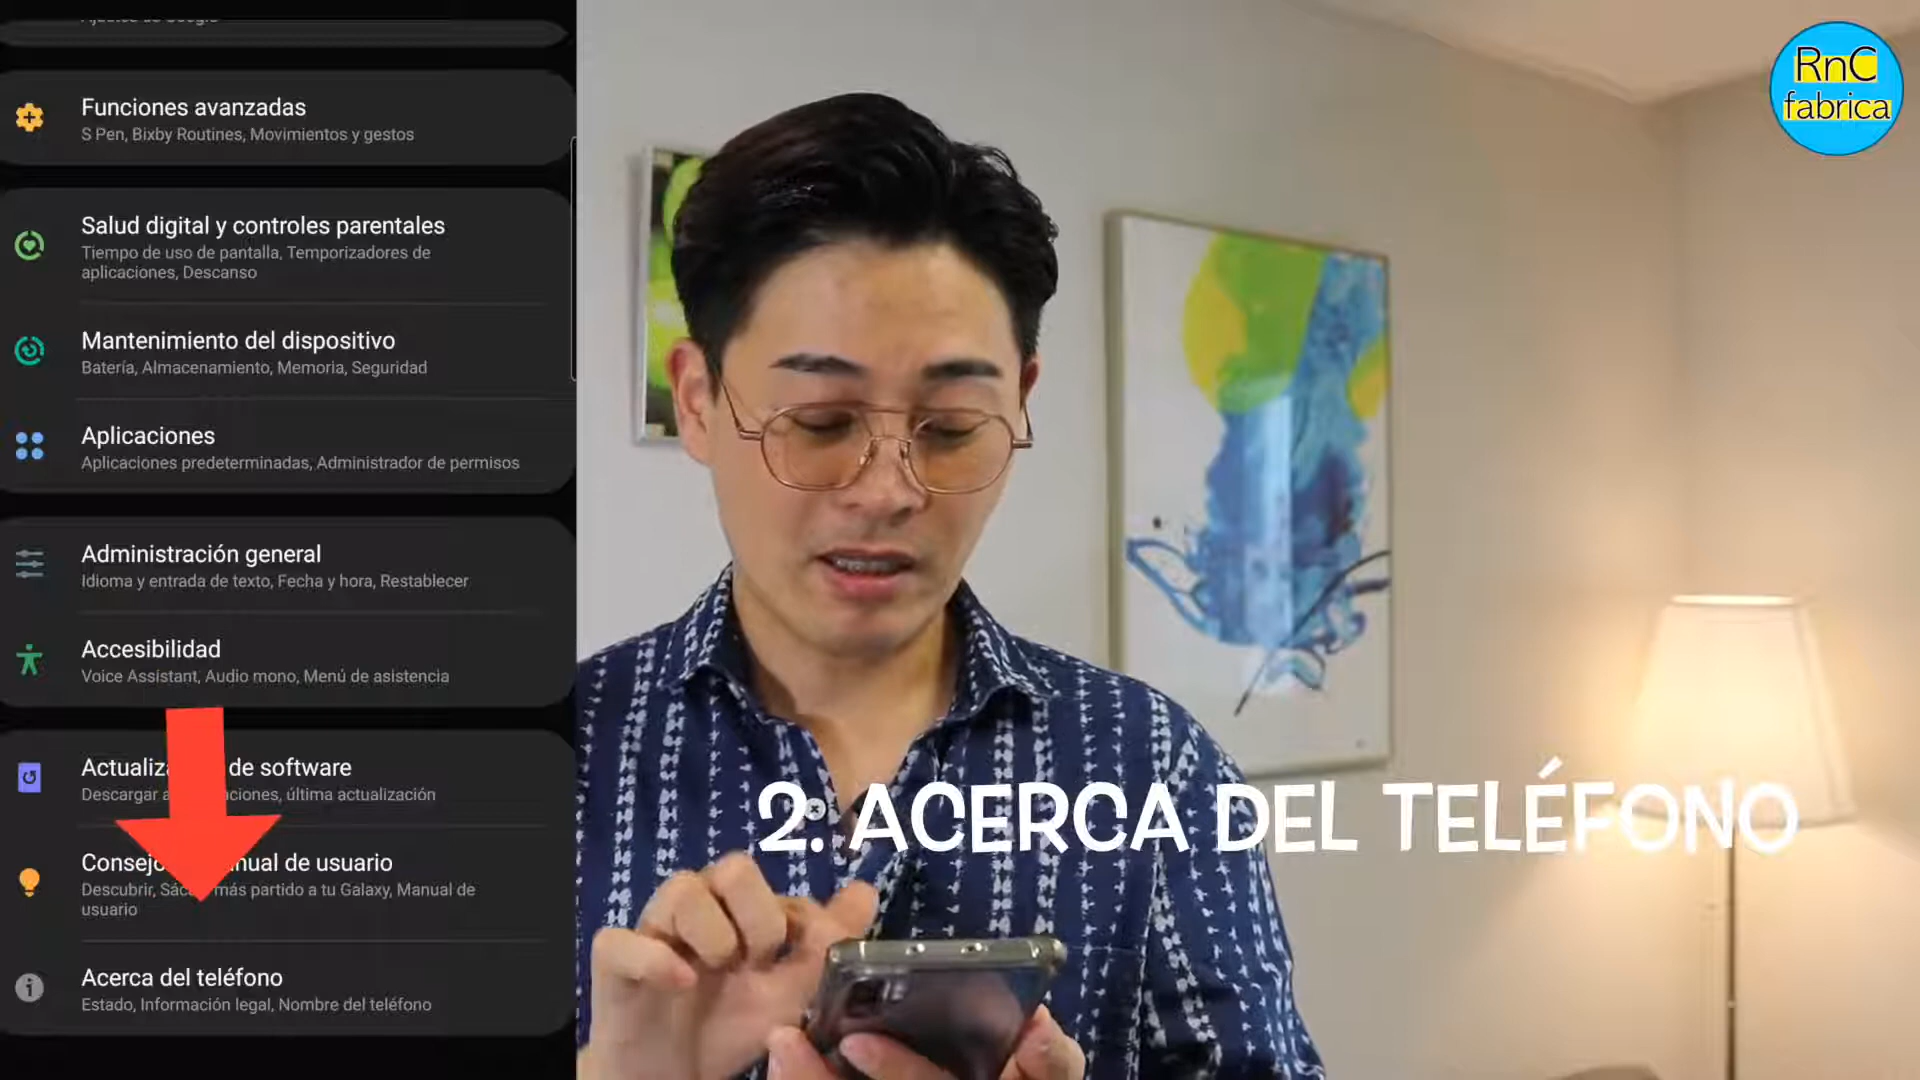 Ajustes de Google
Funciones avanzadas
S Pen, Bixby Routines, Movimientos y gestos
Salud digital y controles parentales
Tiempo de uso de pantalla, Temporizadores de
aplicaciones, Descanso
Mantenimiento del dispositivo
Batería, Almacenamiento, Memoria, Seguridad
Aplicaciones
Aplicaciones predeterminadas, Administrador de permisos
Administración general
Idioma y entrada de texto, Fecha y hora, Restablecer
Accesibilidad
Voice Assistant, Audio mono, Menú de asistencia
de software
Descargar última actualización
manual de usuario
Descubrir, más partido a tu Galaxy, Manual de
usuario
Acerca del teléfono
Estado, Información legal, Nombre del teléfono
RnC
fabrica
2. ACERCA DEL TELÉFONO